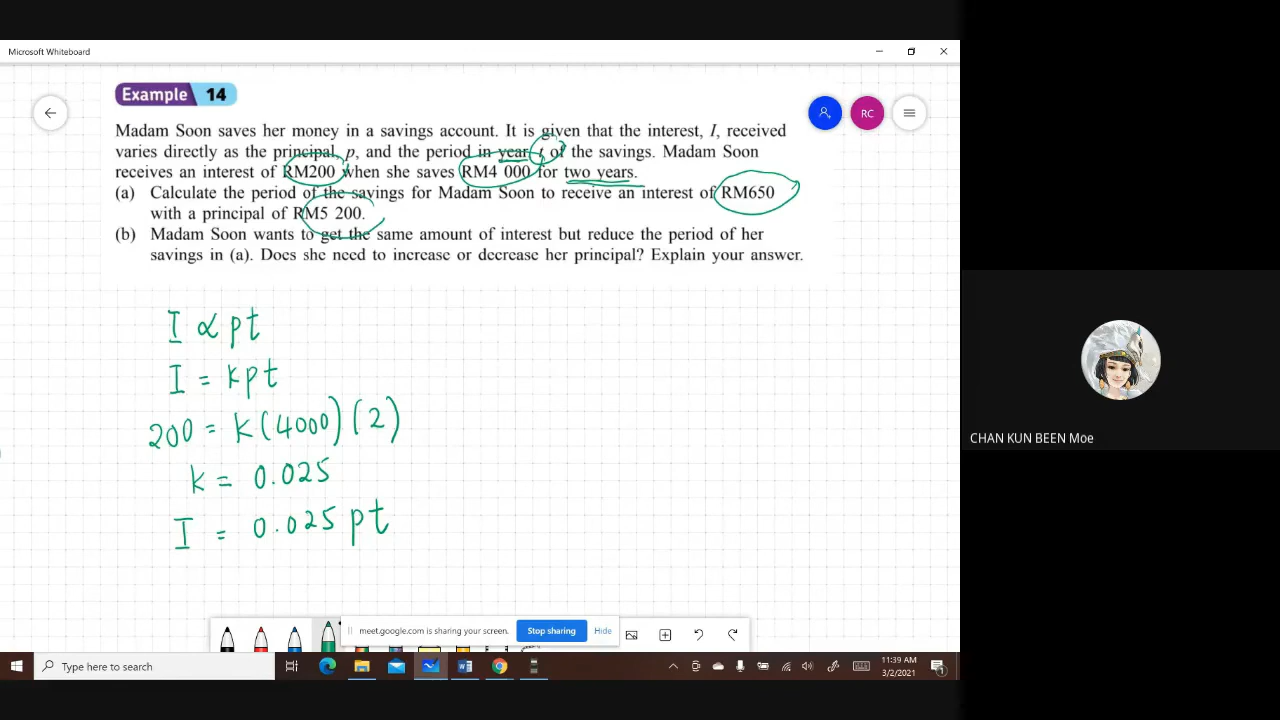 Microsoft Whiteboard
Example 14
Madam Soon saves her money in a savings account. It is given that the interest, I, received
varies directly as the principal, p, and the period in year, t of the savings. Madam Soon
receives an interest of RM200 when she saves RM4 000 for two years.
(a) Calculate the period of the savings for Madam Soon to receive an interest of RM650
with a principal of RM5 200.
(b) Madam Soon wants to get the same amount of interest but reduce the period of her
savings in (a). Does she need to increase or decrease her principal? Explain your answer.
RC
I ∝ pt
I = kpt
200 = k(4000)(2)
k = 0.025
I = 0.025 pt
CHAN KUN BEEN Moe
meet.google.com is sharing your screen.
Stop sharing
Hide
Type here to search
11:39 AM
3/2/2021
1